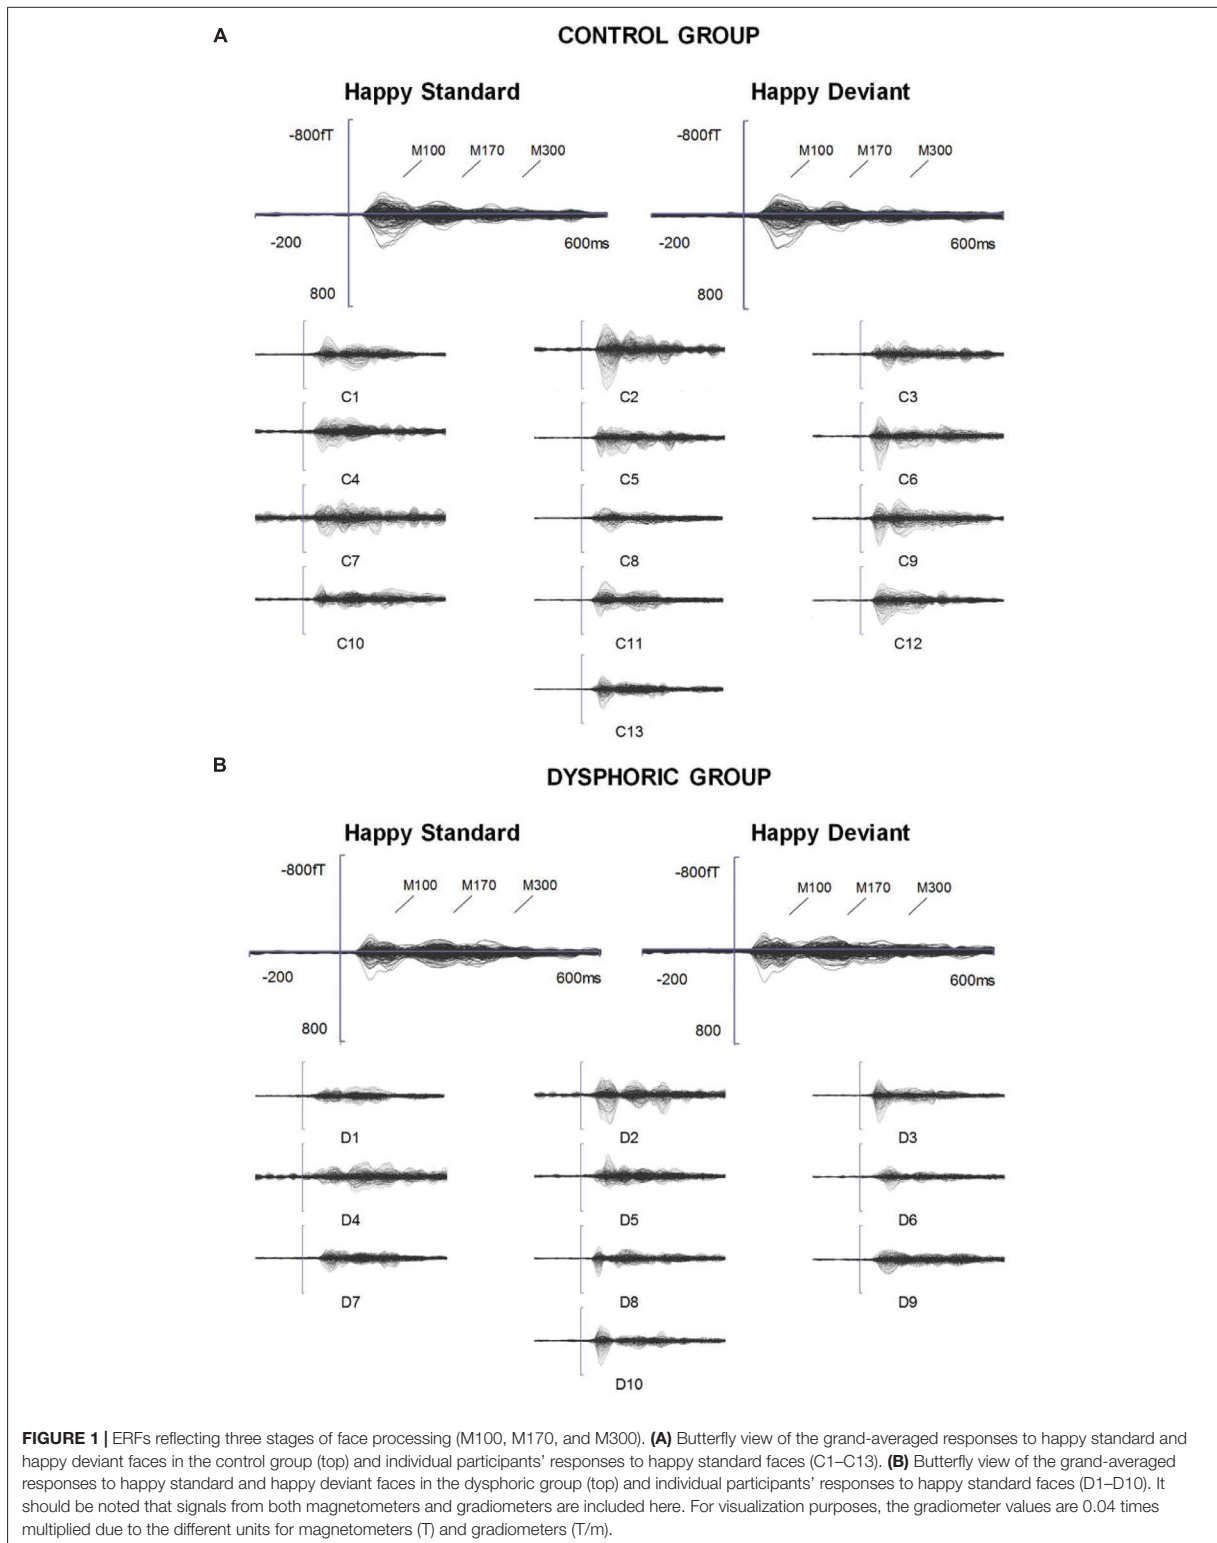 A
CONTROL GROUP
Happy Standard
Happy Deviant
-800fT
M100
M170
M300
-200
600ms
800
-800fT
M100
M170
M300
-200
600ms
800
C1
C2
C3
C4
C5
C6
C7
C8
C9
C10
C11
C12
C13
B
DYSPHORIC GROUP
Happy Standard
Happy Deviant
-800fT
M100
M170
M300
-200
600ms
800
-800fT
M100
M170
M300
-200
600ms
800
D1
D2
D3
D4
D5
D6
D7
D8
D9
D10
FIGURE 1 | ERFs reflecting three stages of face processing (M100, M170, and M300). (A) Butterfly view of the grand-averaged responses to happy standard and
happy deviant faces in the control group (top) and individual participants' responses to happy standard faces (C1–C13). (B) Butterfly view of the grand-averaged
responses to happy standard and happy deviant faces in the dysphoric group (top) and individual participants' responses to happy standard faces (D1–D10). It
should be noted that signals from both magnetometers and gradiometers are included here. For visualization purposes, the gradiometer values are 0.04 times
multiplied due to the different units for magnetometers (T) and gradiometers (T/m).